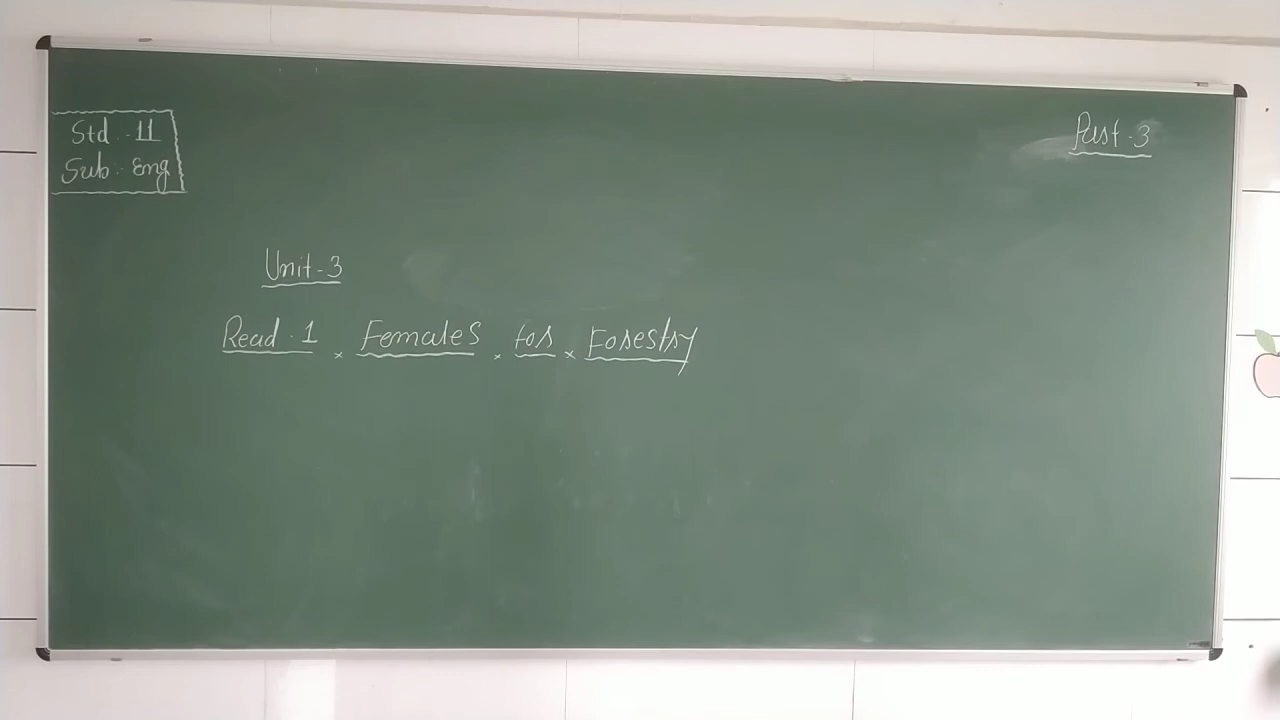 Std :- 11
Sub :- Eng
Part - 3
Unit - 3
Read . 1 × Females × for × Forestry